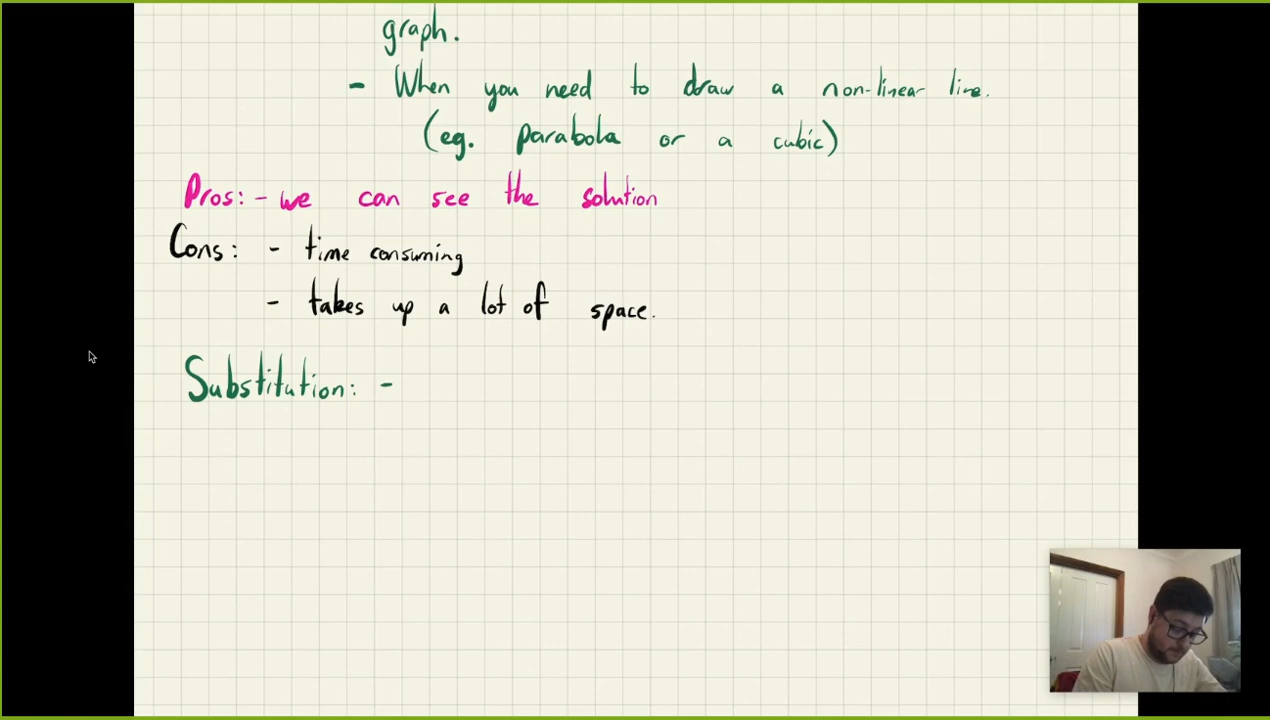 graph.
- When you need to draw a non-linear line.
(eg. parabola or a cubic)
Pros: - we can see the solution
Cons: - time consuming
- takes up a lot of space.
Substitution: -